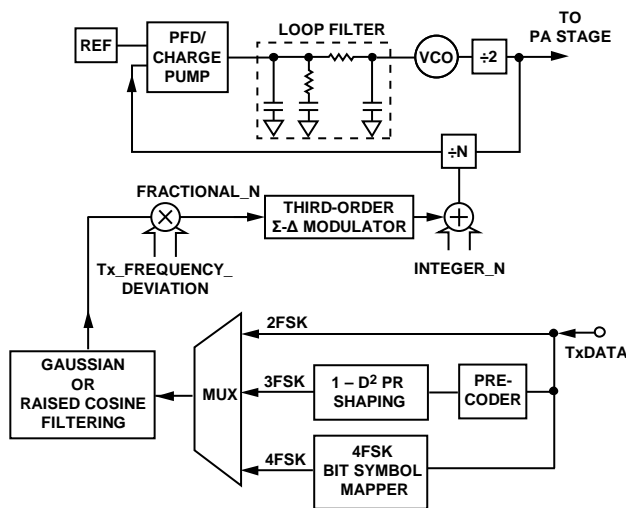 TO
PA STAGE
LOOP FILTER
REF
PFD/
CHARGE
PUMP
VCO
÷2
÷N
FRACTIONAL_N
THIRD-ORDER
Σ-Δ MODULATOR
Tx_FREQUENCY_
DEVIATION
INTEGER_N
2FSK
TxDATA
GAUSSIAN
OR
RAISED COSINE
FILTERING
MUX
3FSK
1 – D² PR
SHAPING
PRE-
CODER
4FSK
4FSK
BIT SYMBOL
MAPPER